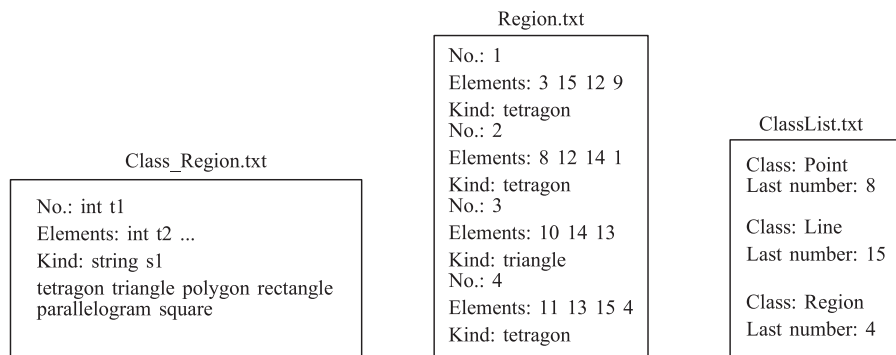 Class_Region.txt
No.: int t1
Elements: int t2 ...
Kind: string s1
tetragon triangle polygon rectangle
parallelogram square
Region.txt
No.: 1
Elements: 3 15 12 9
Kind: tetragon
No.: 2
Elements: 8 12 14 1
Kind: tetragon
No.: 3
Elements: 10 14 13
Kind: triangle
No.: 4
Elements: 11 13 15 4
Kind: tetragon
ClassList.txt
Class: Point
Last number: 8
Class: Line
Last number: 15
Class: Region
Last number: 4